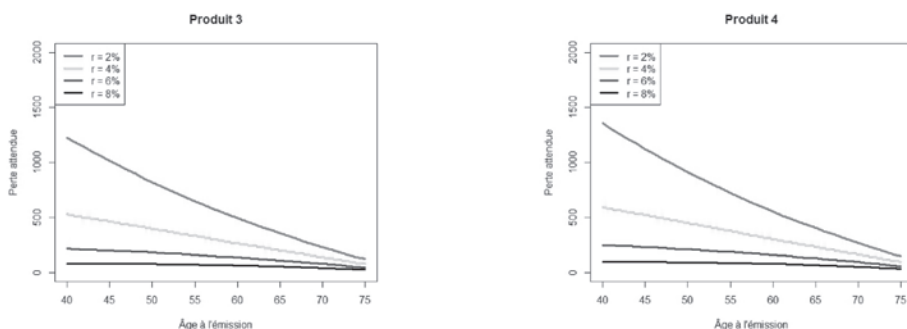 Produit 3
2000
1500
1000
500
0
Perte attendue
r = 2%
r = 4%
r = 6%
r = 8%
40 45 50 55 60 65 70 75
Âge à l'émission
Produit 4
2000
1500
1000
500
0
Perte attendue
r = 2%
r = 4%
r = 6%
r = 8%
40 45 50 55 60 65 70 75
Âge à l'émission